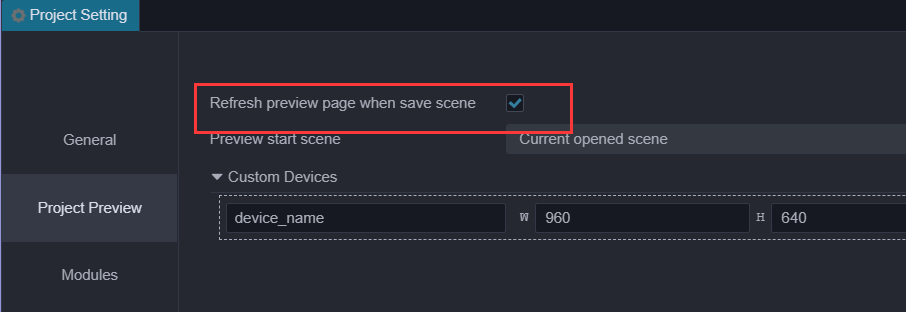 Project Setting
Refresh preview page when save scene
General
Preview start scene Current opened scene
Custom Devices
Project Preview
device_name W 960 H 640
Modules